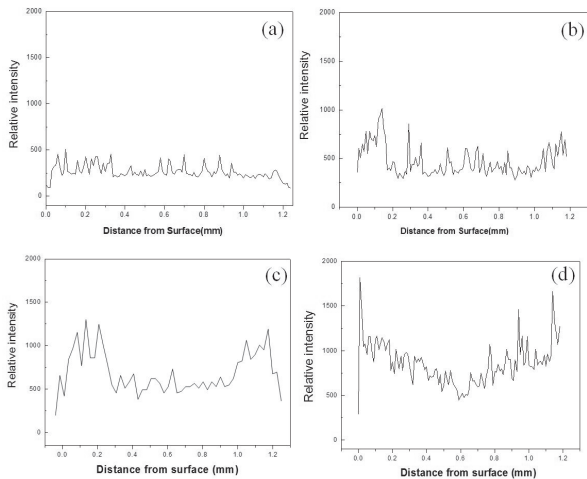 (a)
Relative intensity
2000
1500
1000
500
0
0.0 0.2 0.4 0.6 0.8 1.0 1.2
Distance from Surface(mm)
(b)
Relative intensity
2000
1500
1000
500
0
0.0 0.2 0.4 0.6 0.8 1.0 1.2
Distance from Surface(mm)
(c)
Relative intensity
2000
1500
1000
500
0
0.0 0.2 0.4 0.6 0.8 1.0 1.2
Distance from surface (mm)
(d)
Relative intensity
2000
1500
1000
500
0
0.0 0.2 0.4 0.6 0.8 1.0 1.2
Distance from surface (mm)